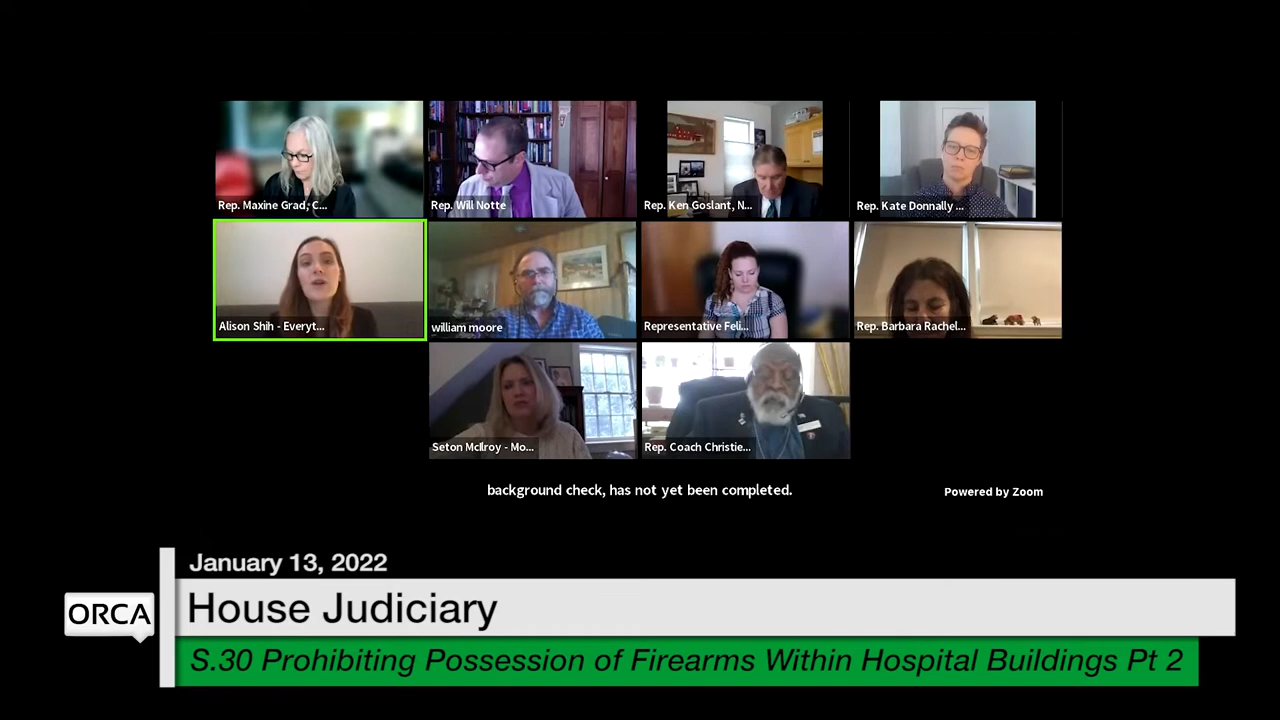 Rep. Maxine Grad, C...
Rep. Will Notte
Rep. Ken Goslant, N...
Rep. Kate Donnally ...
Alison Shih - Everyt...
william moore
Representative Feli...
Rep. Barbara Rachel...
Seton McIlroy - Mo...
Rep. Coach Christie...
background check, has not yet been completed.
Powered by Zoom
January 13, 2022
ORCA
House Judiciary
S.30 Prohibiting Possession of Firearms Within Hospital Buildings Pt 2